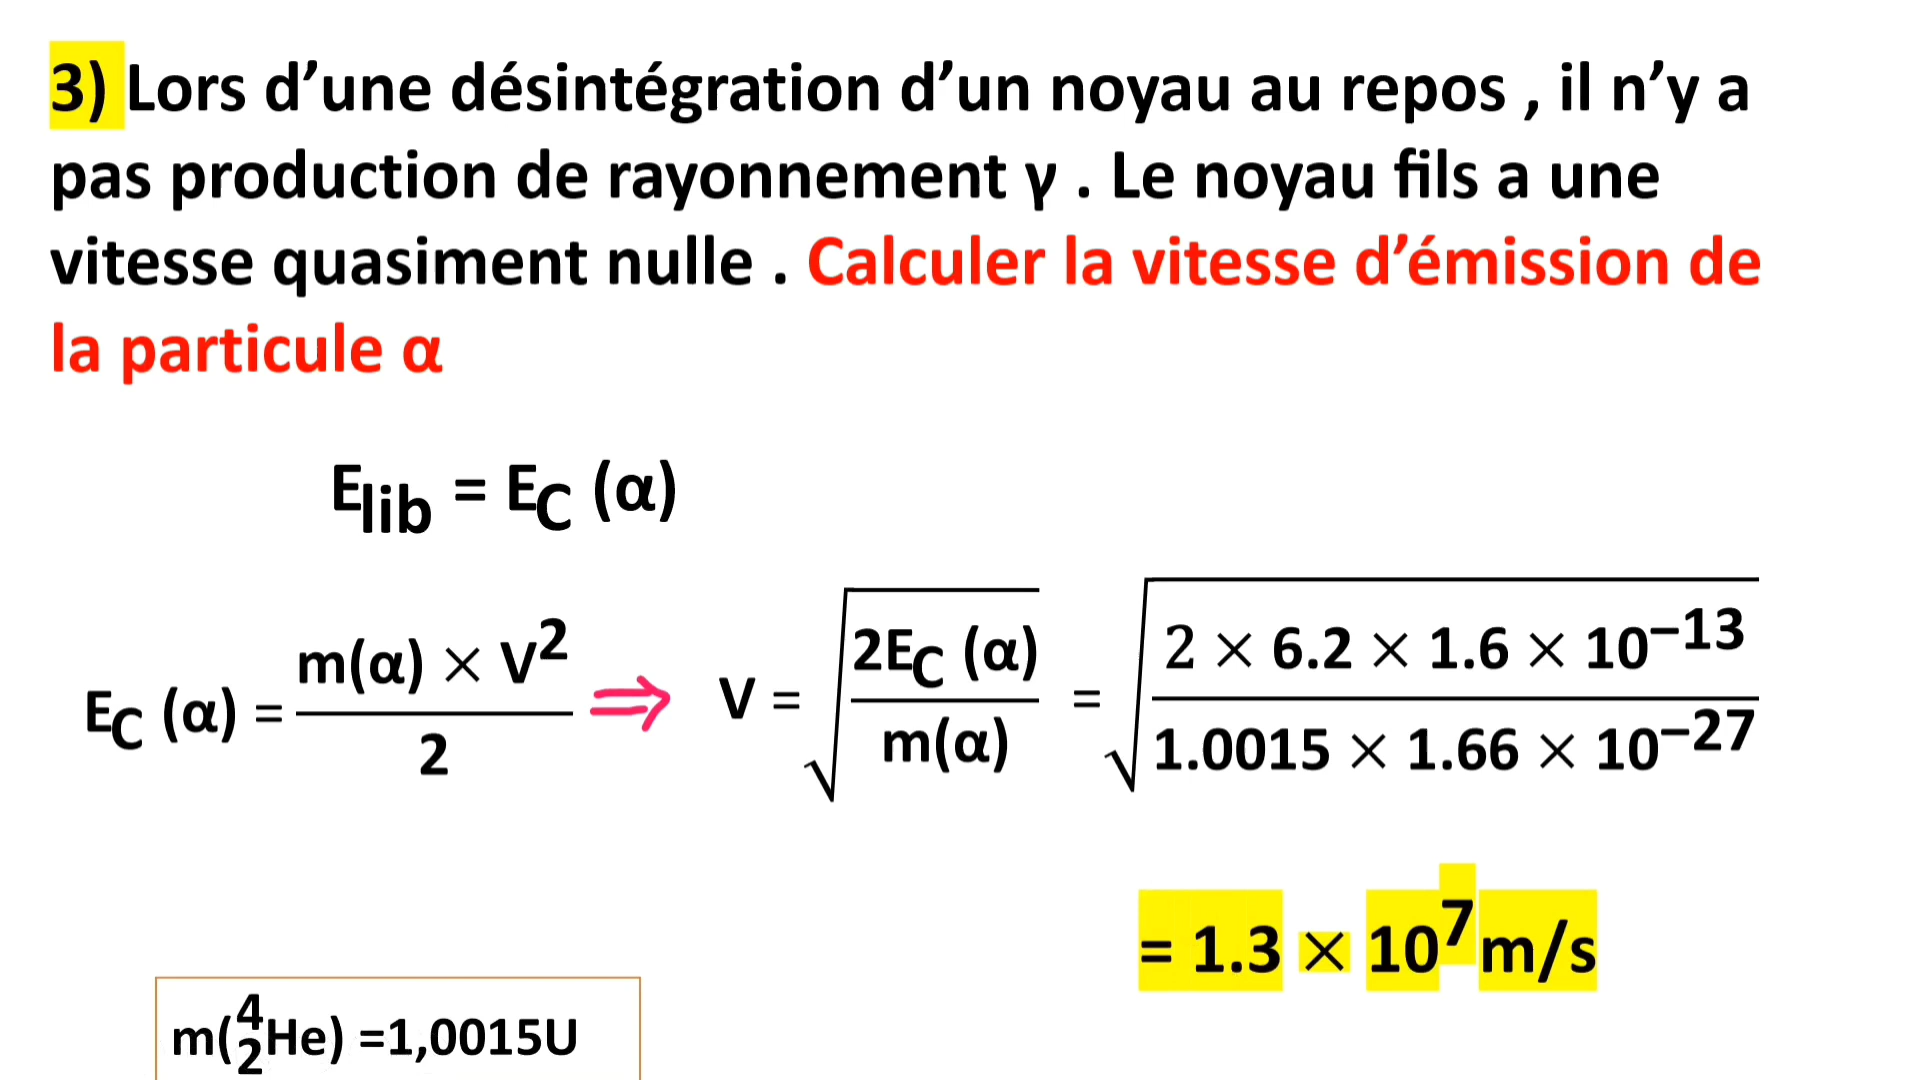 3) Lors d’une désintégration d’un noyau au repos , il n’y a
pas production de rayonnement γ . Le noyau fils a une
vitesse quasiment nulle . Calculer la vitesse d’émission de
la particule α
Elib = EC (α)
EC (α) = m(α) × V² / 2 ⇒ V = √(2EC (α) / m(α)) = √(2 × 6.2 × 1.6 × 10⁻¹³ / 1.0015 × 1.66 × 10⁻²⁷)
= 1.3 × 10⁷ m/s
m(⁴₂He) =1,0015U